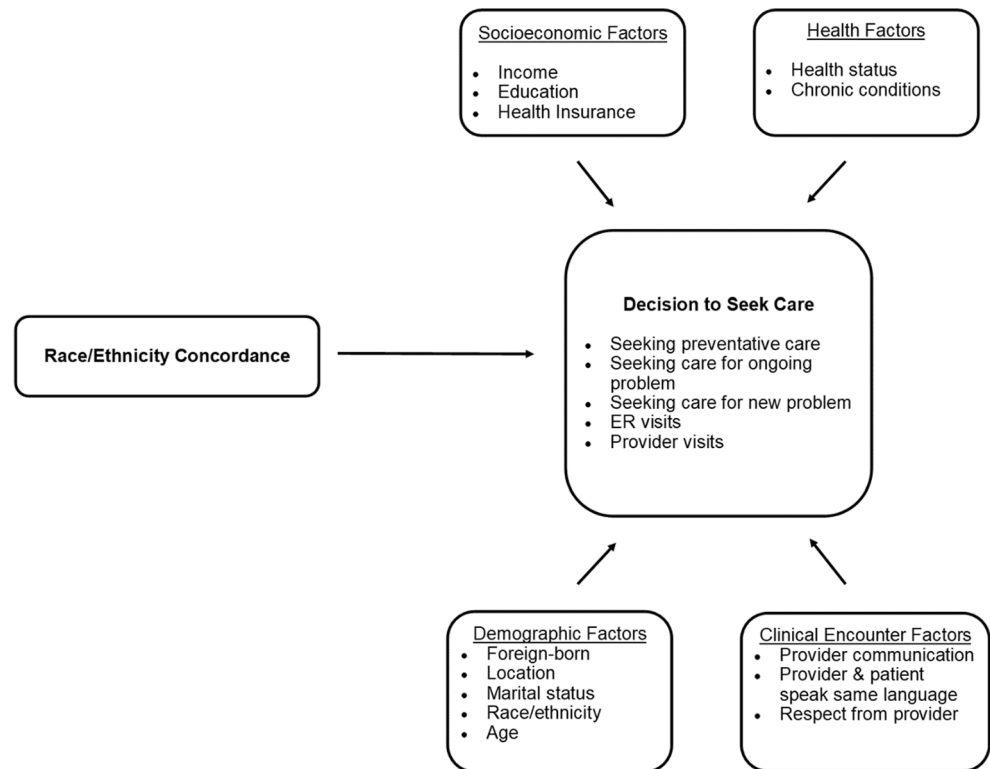 Socioeconomic Factors
• Income
• Education
• Health Insurance
Health Factors
• Health status
• Chronic conditions
Race/Ethnicity Concordance
Decision to Seek Care
• Seeking preventative care
• Seeking care for ongoing
problem
• Seeking care for new problem
• ER visits
• Provider visits
Demographic Factors
• Foreign-born
• Location
• Marital status
• Race/ethnicity
• Age
Clinical Encounter Factors
• Provider communication
• Provider & patient
speak same language
• Respect from provider